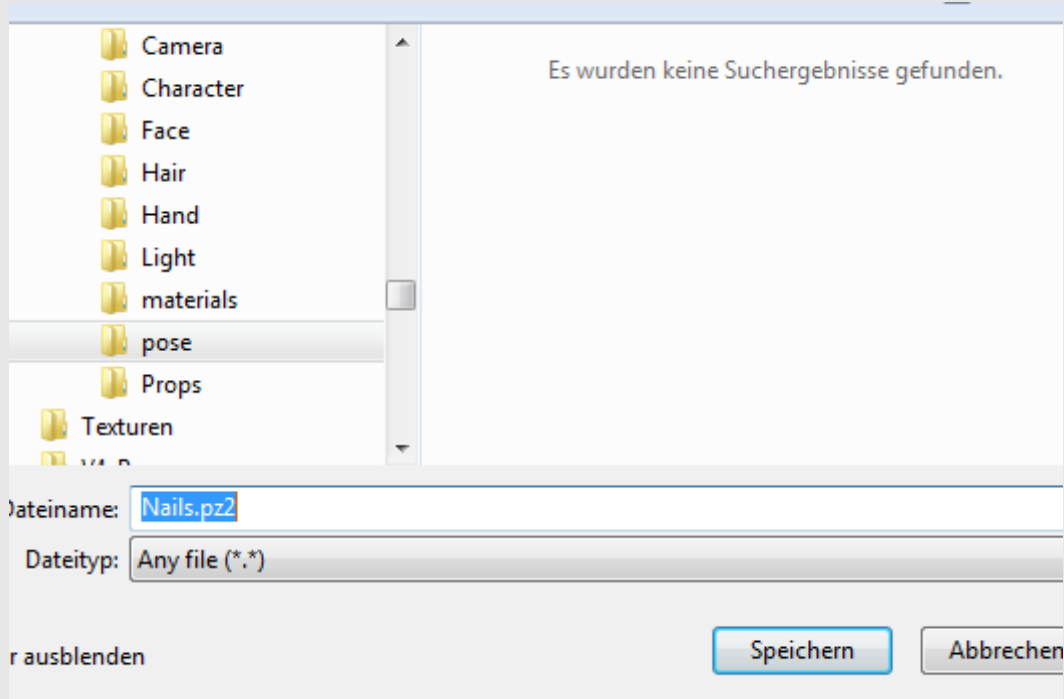 Camera
Character
Face
Hair
Hand
Light
materials
pose
Props
Texturen
Es wurden keine Suchergebnisse gefunden.
Dateiname: Nails.pz2
Dateityp: Any file (*.*)
r ausblenden
Speichern
Abbrechen